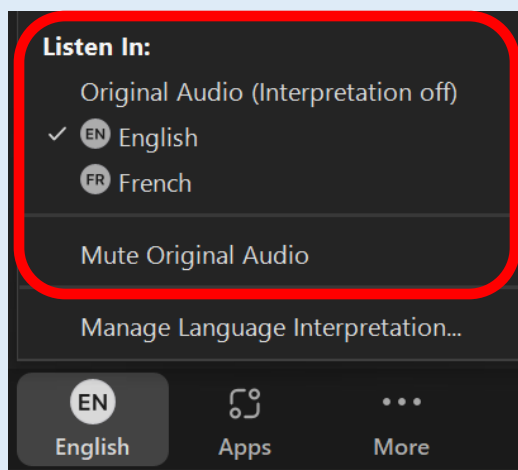 Listen In:
Original Audio (Interpretation off)
EN English
FR French
Mute Original Audio
Manage Language Interpretation...
EN
English Apps More